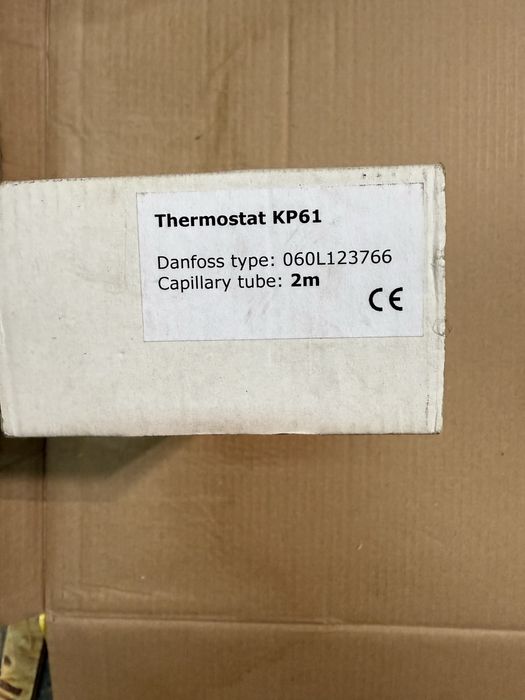 Thermostat KP61
Danfoss type: 060L123766
Capillary tube: 2m
CE